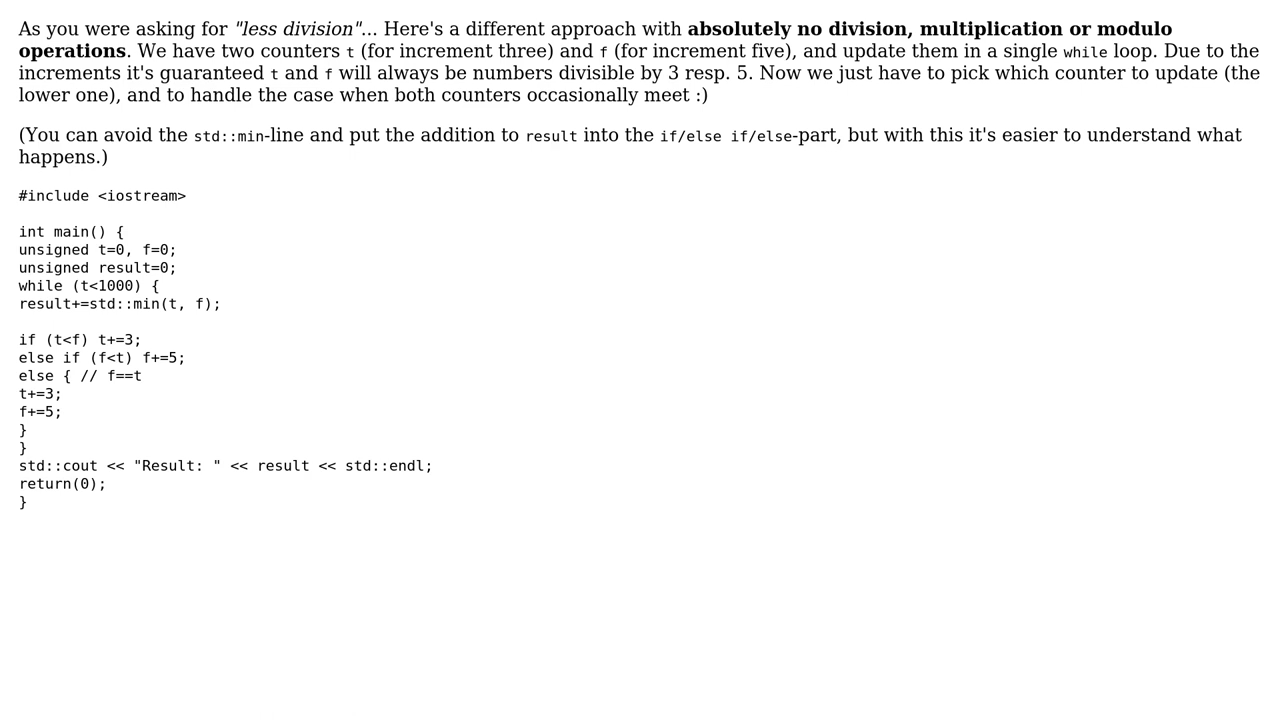 As you were asking for "less division"... Here's a different approach with absolutely no division, multiplication or modulo
operations. We have two counters t (for increment three) and f (for increment five), and update them in a single while loop. Due to the
increments it's guaranteed t and f will always be numbers divisible by 3 resp. 5. Now we just have to pick which counter to update (the
lower one), and to handle the case when both counters occasionally meet :)
(You can avoid the std::min-line and put the addition to result into the if/else if/else-part, but with this it's easier to understand what
happens.)
#include <iostream>
int main() {
unsigned t=0, f=0;
unsigned result=0;
while (t<1000) {
result+=std::min(t, f);
if (t<f) t+=3;
else if (f<t) f+=5;
else { // f==t
t+=3;
f+=5;
}
}
std::cout << "Result: " << result << std::endl;
return(0);
}